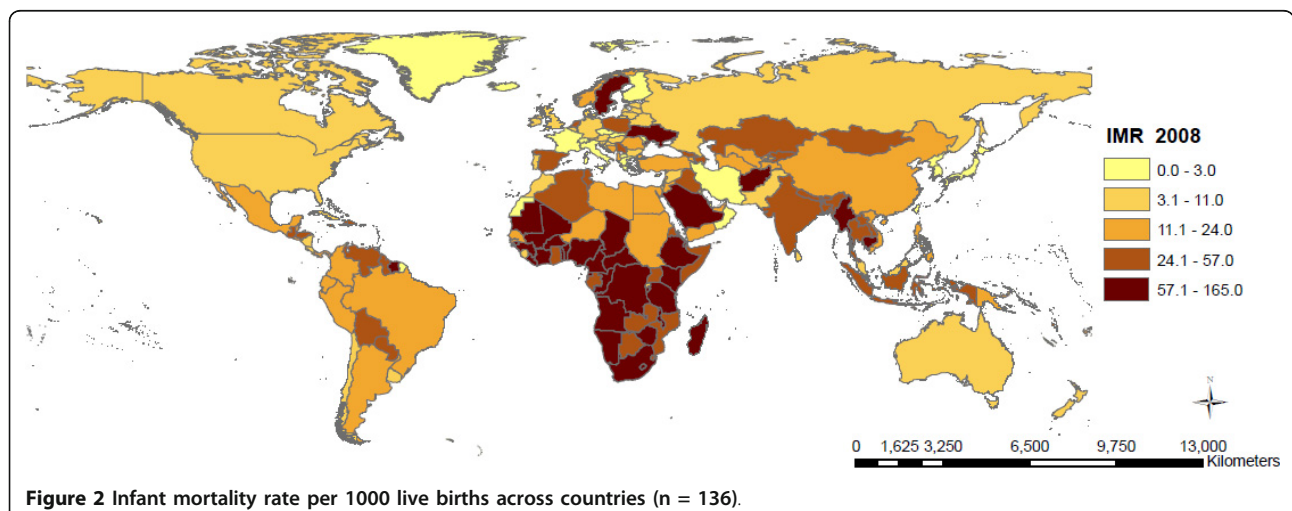 IMR 2008
0.0 - 3.0
3.1 - 11.0
11.1 - 24.0
24.1 - 57.0
57.1 - 165.0
N
0 1,625 3,250 6,500 9,750 13,000
Kilometers
Figure 2 Infant mortality rate per 1000 live births across countries (n = 136).